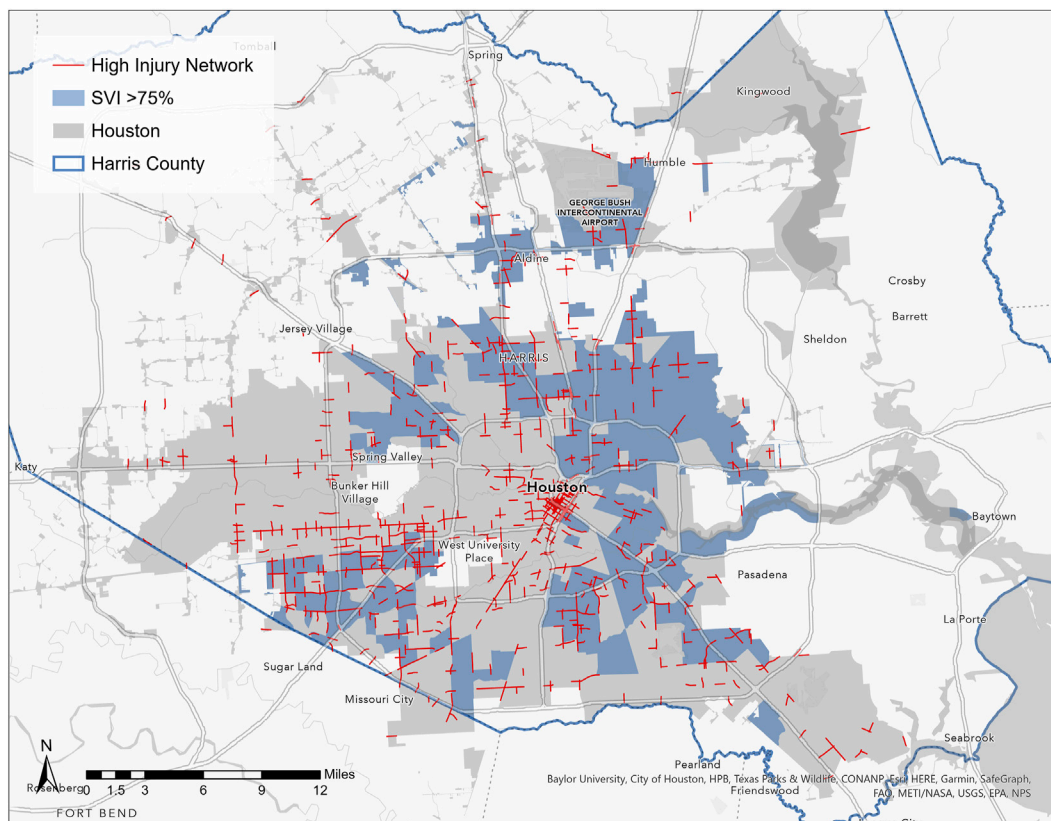 Tomball
Spring
High Injury Network
SVI >75%
Houston
Harris County
Kingwood
Humble
GEORGE BUSH
INTERCONTINENTAL
AIRPORT
Aldine
Crosby
Barrett
Sheldon
Jersey Village
HARRIS
Katy
Spring Valley
Bunker Hill
Village
Houston
Baytown
West University
Place
Pasadena
La Porte
Sugar Land
Missouri City
Seabrook
Pearland
Friendswood
N
Miles
0 1.5 3 6 9 12
Rosenberg
FORT BEND
Baylor University, City of Houston, HPB, Texas Parks & Wildlife, CONANP, Esri, HERE, Garmin, SafeGraph,
FAO, METI/NASA, USGS, EPA, NPS